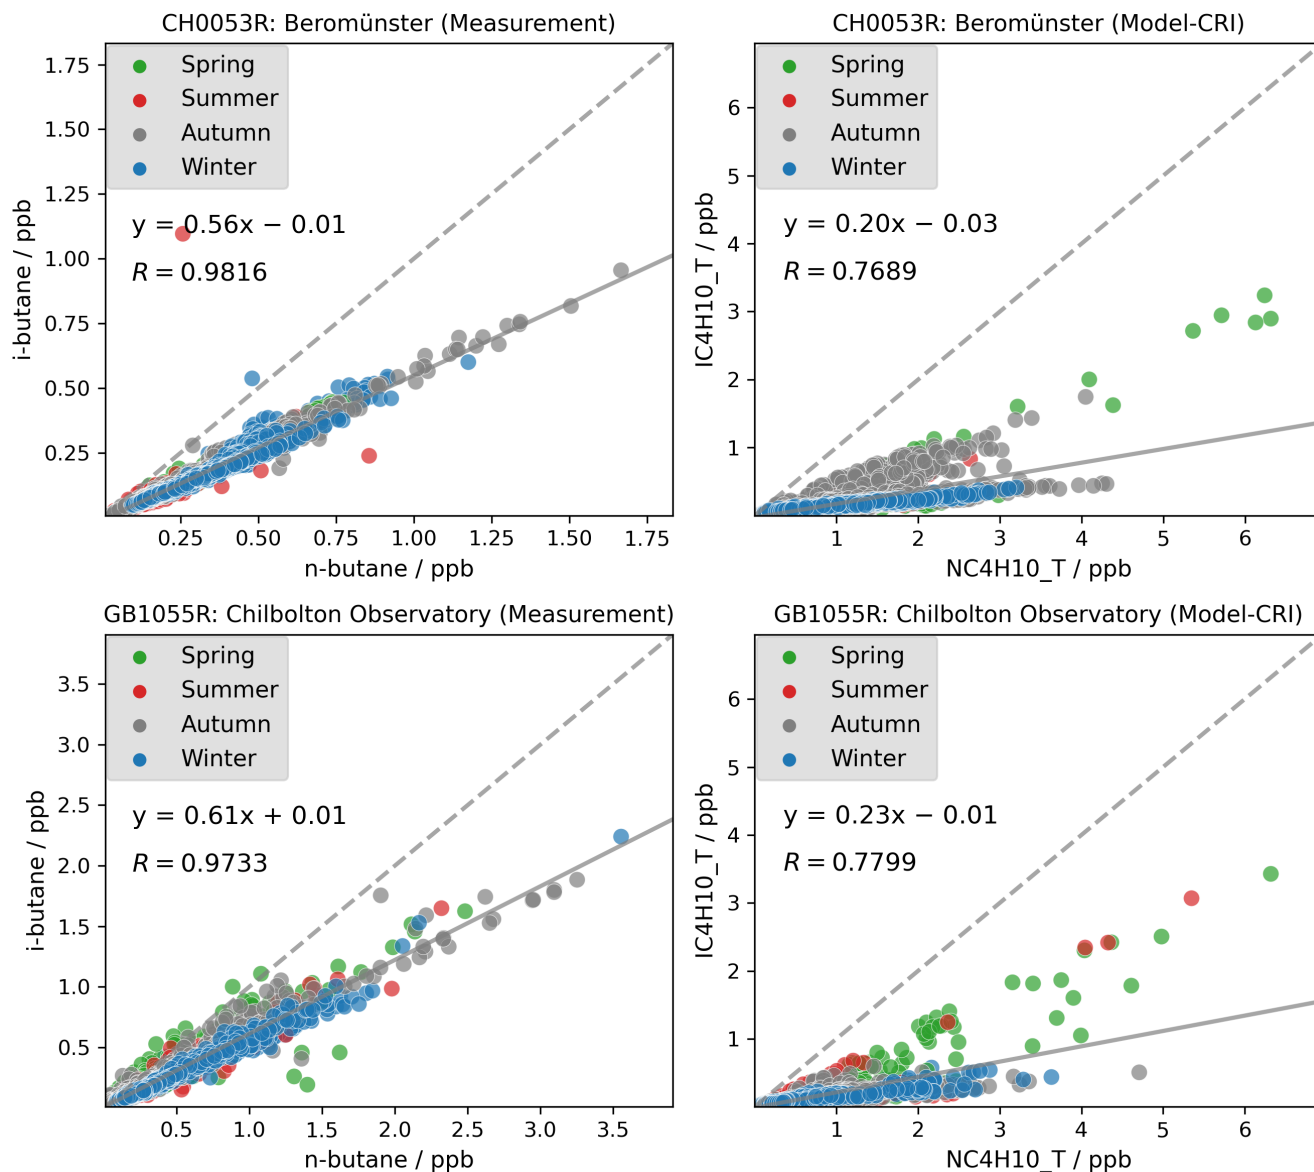 CH0053R: Beromünster (Measurement)
1.75
1.50
1.25
1.00
0.75
0.50
0.25
i-butane / ppb
Spring
Summer
Autumn
Winter
y = 0.56x − 0.01
R = 0.9816
0.25 0.50 0.75 1.00 1.25 1.50 1.75
n-butane / ppb
CH0053R: Beromünster (Model-CRI)
6
5
4
3
2
1
IC4H10_T / ppb
Spring
Summer
Autumn
Winter
y = 0.20x − 0.03
R = 0.7689
1 2 3 4 5 6
NC4H10_T / ppb
GB1055R: Chilbolton Observatory (Measurement)
3.5
3.0
2.5
2.0
1.5
1.0
0.5
i-butane / ppb
Spring
Summer
Autumn
Winter
y = 0.61x + 0.01
R = 0.9733
0.5 1.0 1.5 2.0 2.5 3.0 3.5
n-butane / ppb
GB1055R: Chilbolton Observatory (Model-CRI)
6
5
4
3
2
1
IC4H10_T / ppb
Spring
Summer
Autumn
Winter
y = 0.23x − 0.01
R = 0.7799
1 2 3 4 5 6
NC4H10_T / ppb